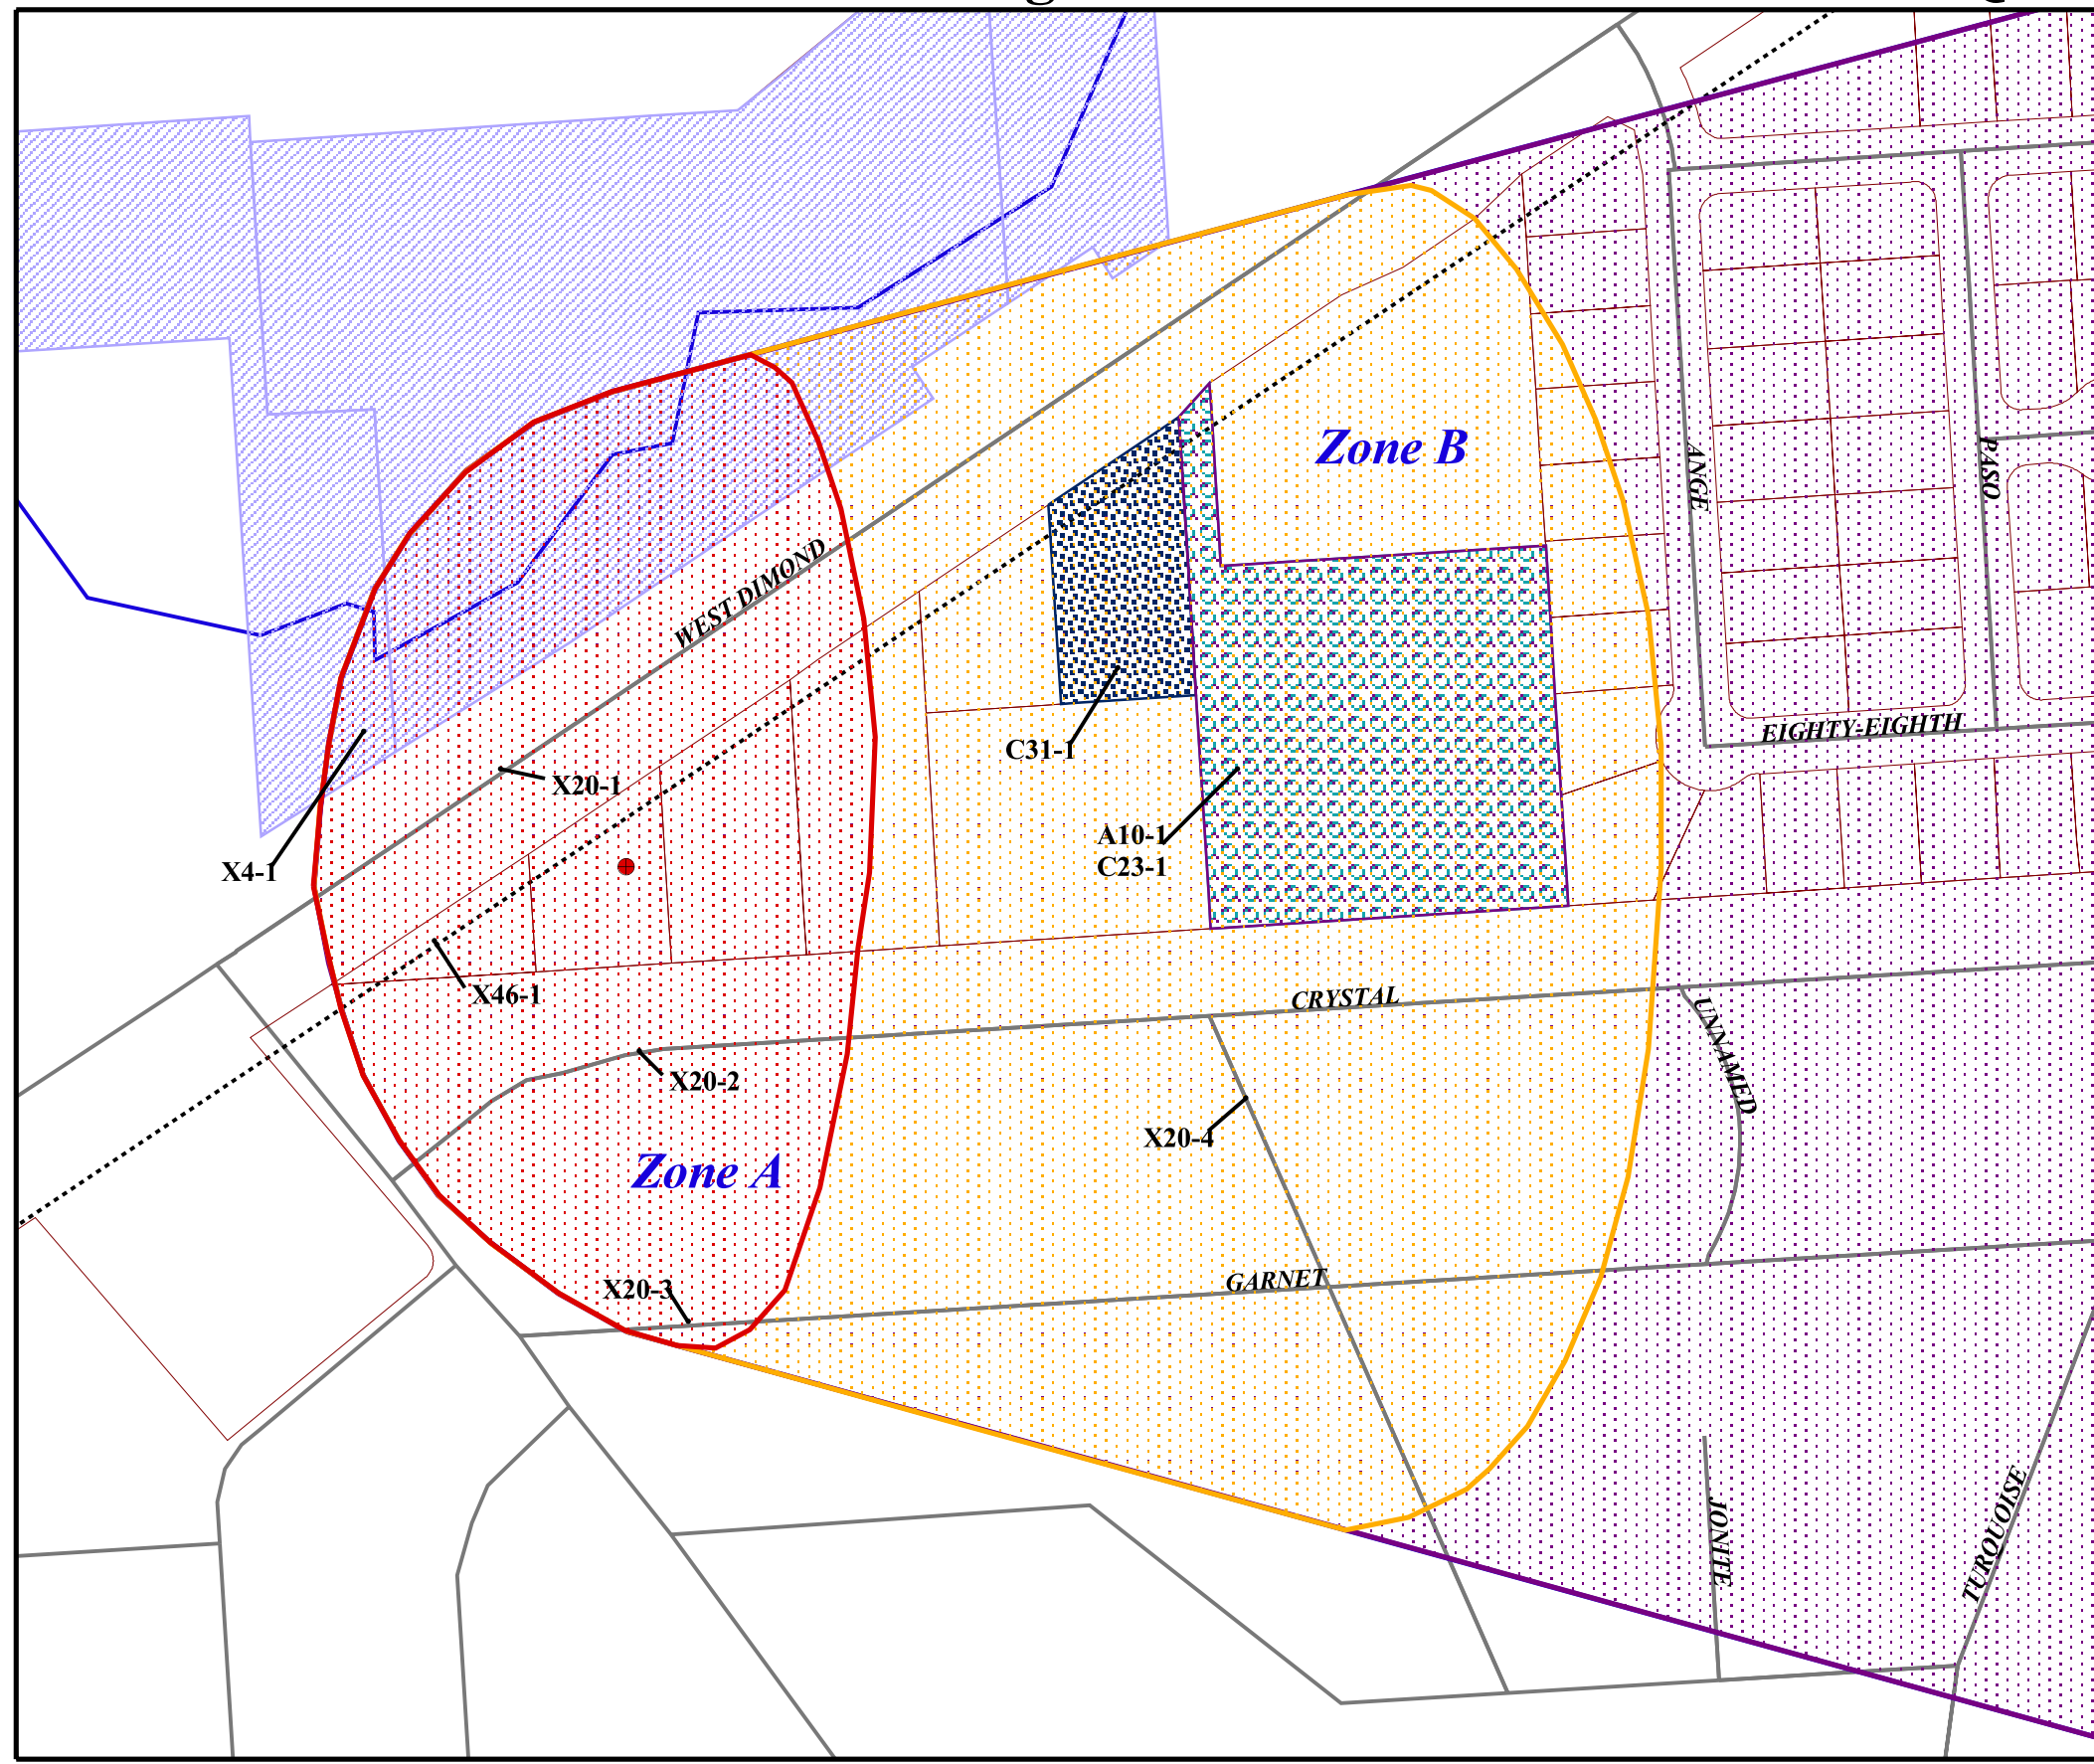 Zone B
ANGE
PASO
WEST DIMOND
EIGHTY-EIGHTH
C31-1
X20-1
A10-1
C23-1
X4-1
X46-1
CRYSTAL
UNNAMED
X20-2
X20-4
Zone A
GARNET
X20-3
JONITE
TURQUOISE